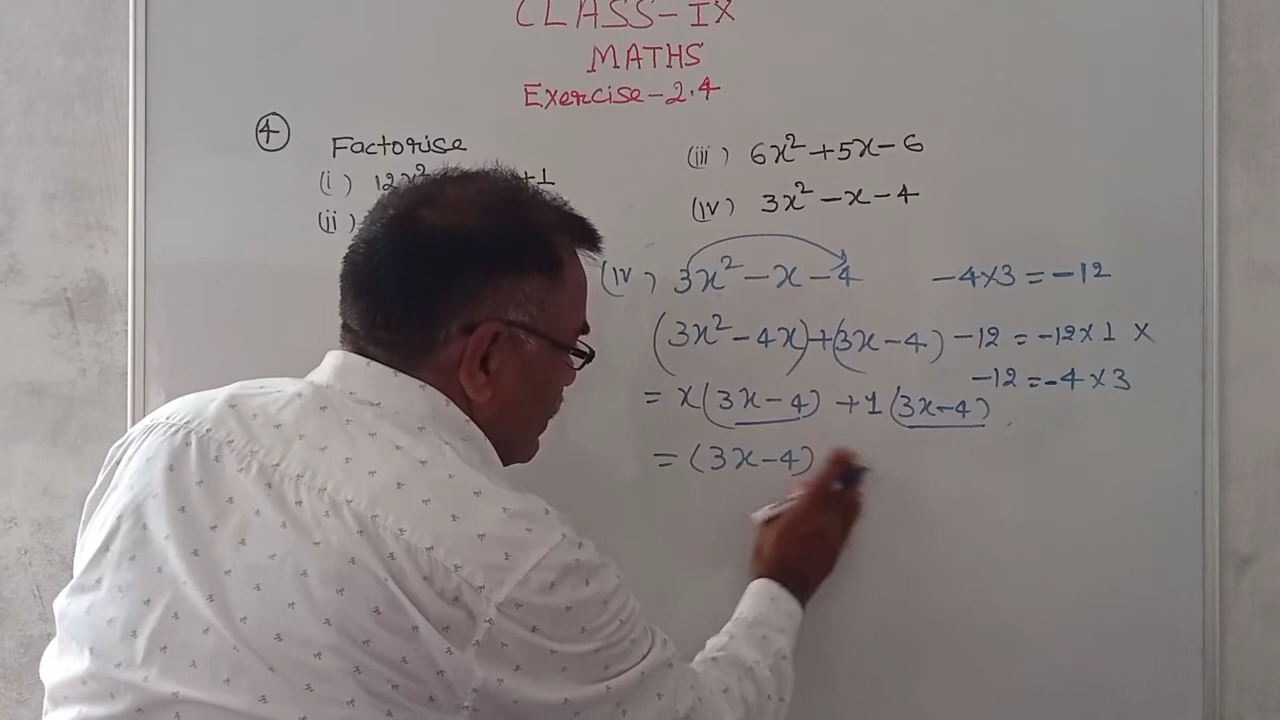 CLASS-IX
MATHS
Exercise-2.4
4 Factorise
(i) 12x² +1
(ii)
(iii) 6x²+5x-6
(iv) 3x²-x-4
(iv) 3x²-x-4 -4×3=-12
(3x²-4x)+(3x-4) -12=-12×1 ×
-12=-4×3
= x(3x-4)+1(3x-4)
= (3x-4)